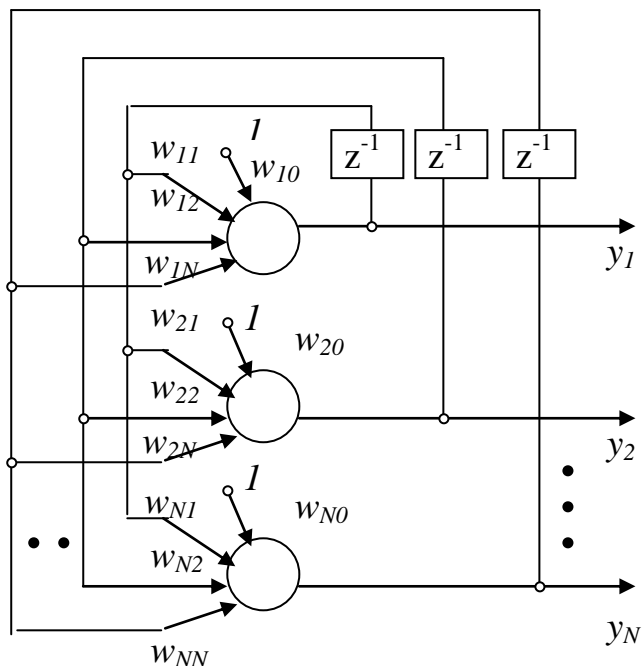 1
w₁₁
w₁₀
z⁻¹ z⁻¹ z⁻¹
w₁₂
w₁N
y₁
w₂₁
1
w₂₀
w₂₂
w₂N
y₂
1
wN₁
wN₀
wN₂
wNN
yN